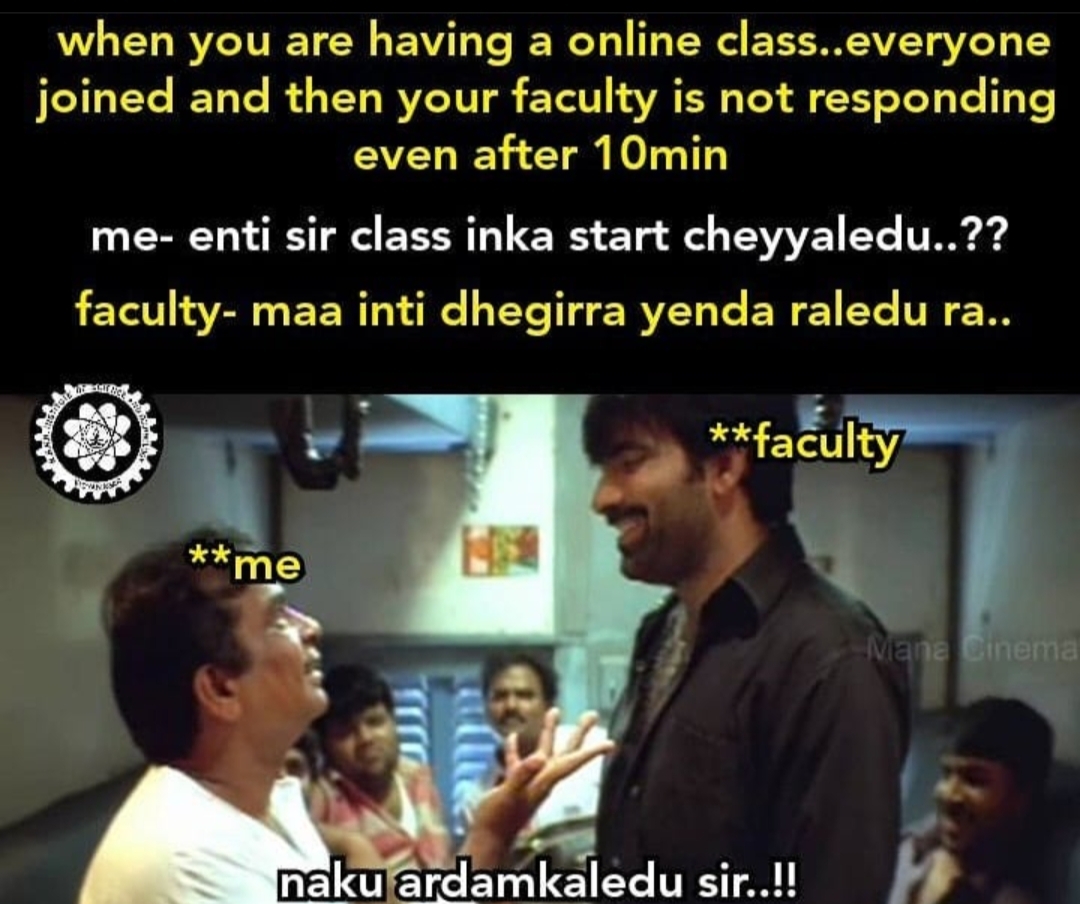 when you are having a online class..everyone
joined and then your faculty is not responding
even after 10min
me- enti sir class inka start cheyyaledu..??
faculty- maa inti dhegirra yenda raledu ra..
**faculty
**me
Mana Cinema
naku ardamkaledu sir..!!